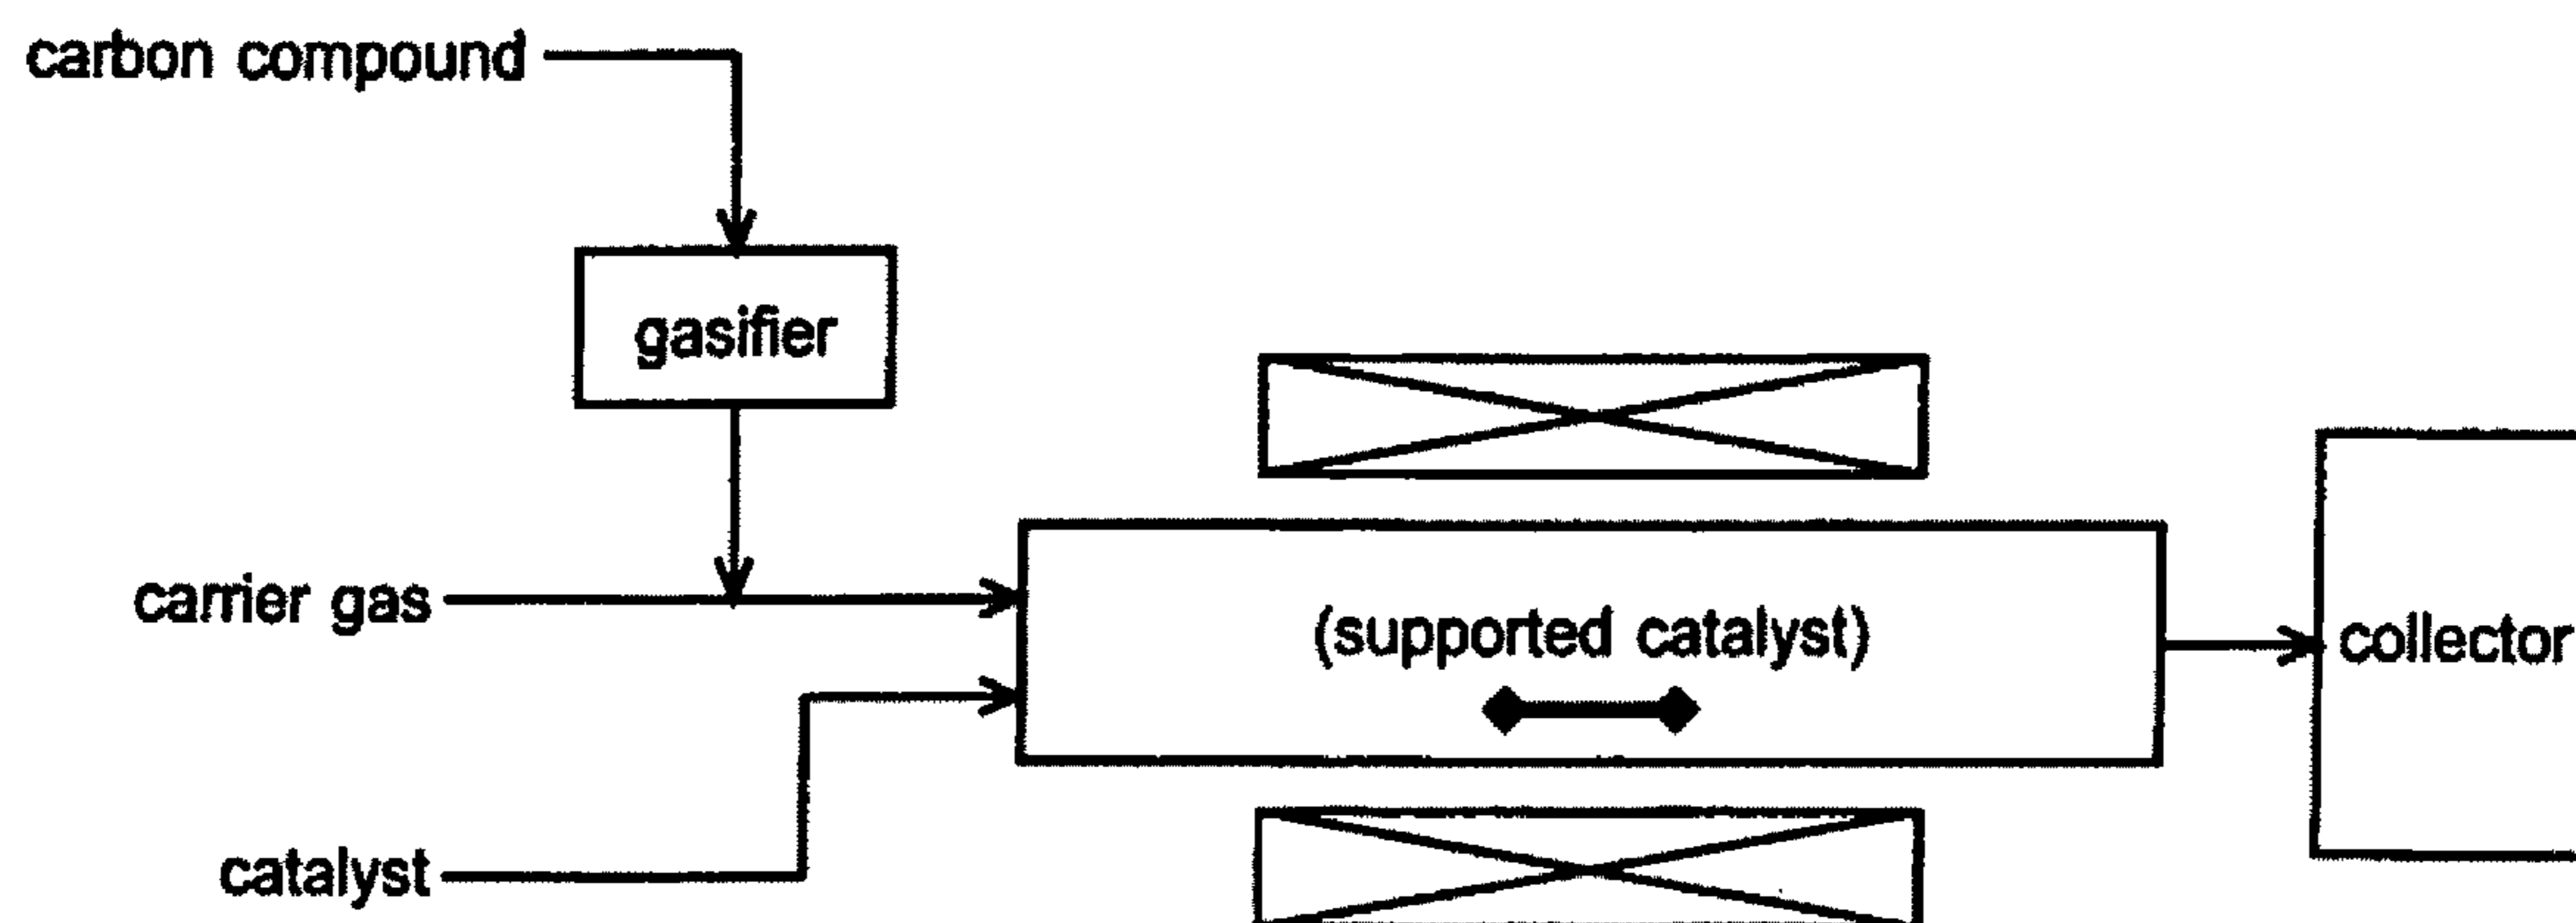 carbon compound
gasifier
carrier gas
(supported catalyst)
collector
catalyst